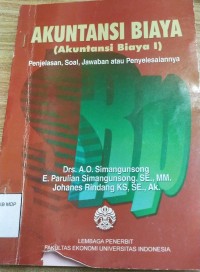 AKUNTANSI BIAYA
(Akuntansi Biaya I)
Penjelasan, Soal, Jawaban atau Penyelesaiannya
Rp
Drs. A.O. Simangunsong
E. Parulian Simangunsong, SE., MM.
Johanes Rindang KS, SE., Ak.
LEMBAGA PENERBIT
FAKULTAS EKONOMI UNIVERSITAS INDONESIA